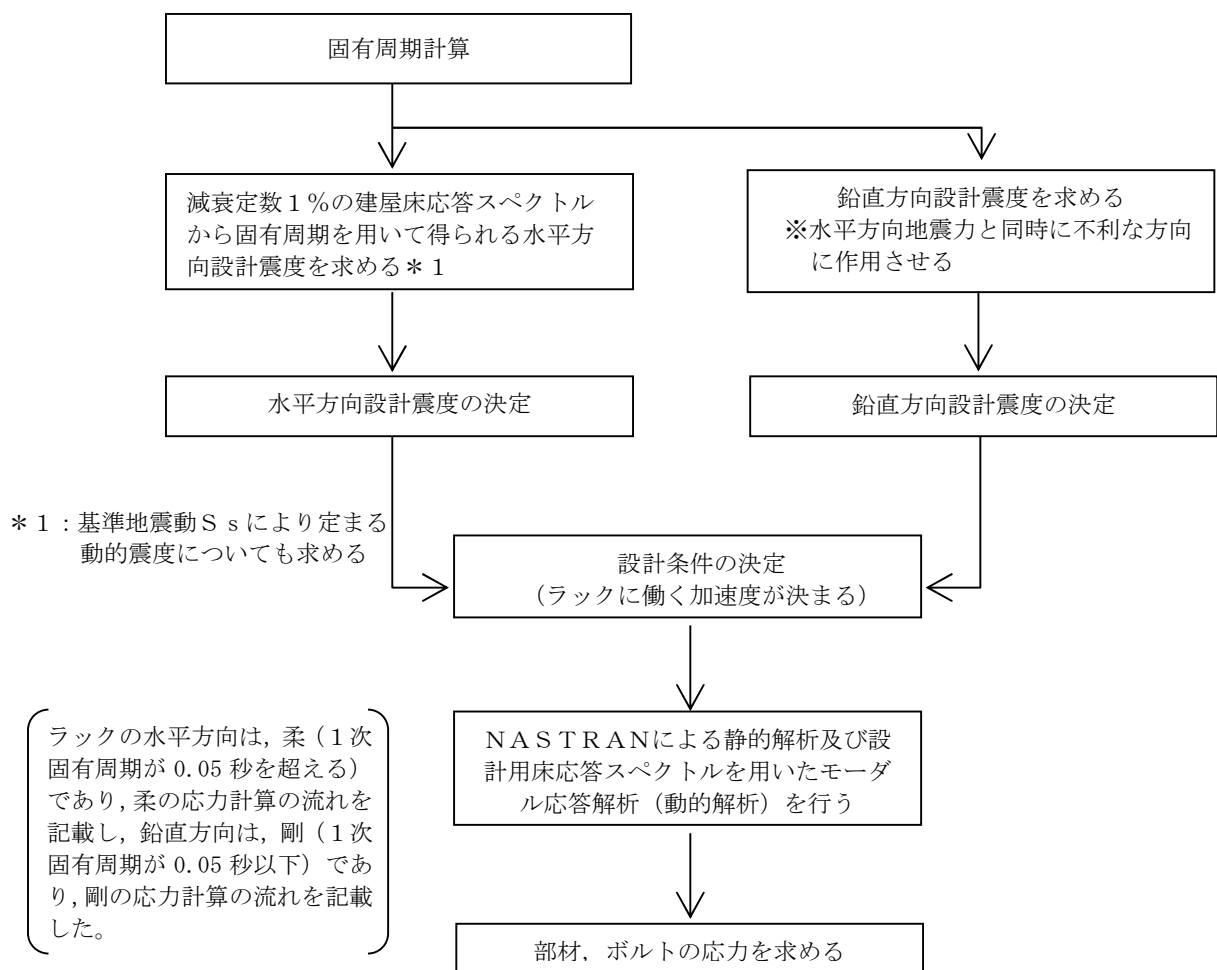 固有周期計算
減衰定数１％の建屋床応答スペクトル
から固有周期を用いて得られる水平方
向設計震度を求める＊１
鉛直方向設計震度を求める
※水平方向地震力と同時に不利な方向
に作用させる
水平方向設計震度の決定
鉛直方向設計震度の決定
＊１：基準地震動Ｓｓにより定まる
動的震度についても求める
設計条件の決定
（ラックに働く加速度が決まる）
ラックの水平方向は，柔（１次
固有周期が 0.05 秒を超える）
であり，柔の応力計算の流れを
記載し，鉛直方向は，剛（１次
固有周期が 0.05 秒以下）であ
り，剛の応力計算の流れを記載
した。
ＮＡＳＴＲＡＮによる静的解析及び設
計用床応答スペクトルを用いたモーダ
ル応答解析（動的解析）を行う
部材，ボルトの応力を求める